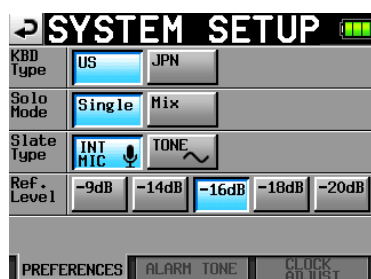 SYSTEM SETUP
KBD Type US JPN
Solo Mode Single Mix
Slate Type INT MIC TONE
Ref. Level -9dB -14dB -16dB -18dB -20dB
PREFERENCES ALARM TONE CLOCK ADJUST